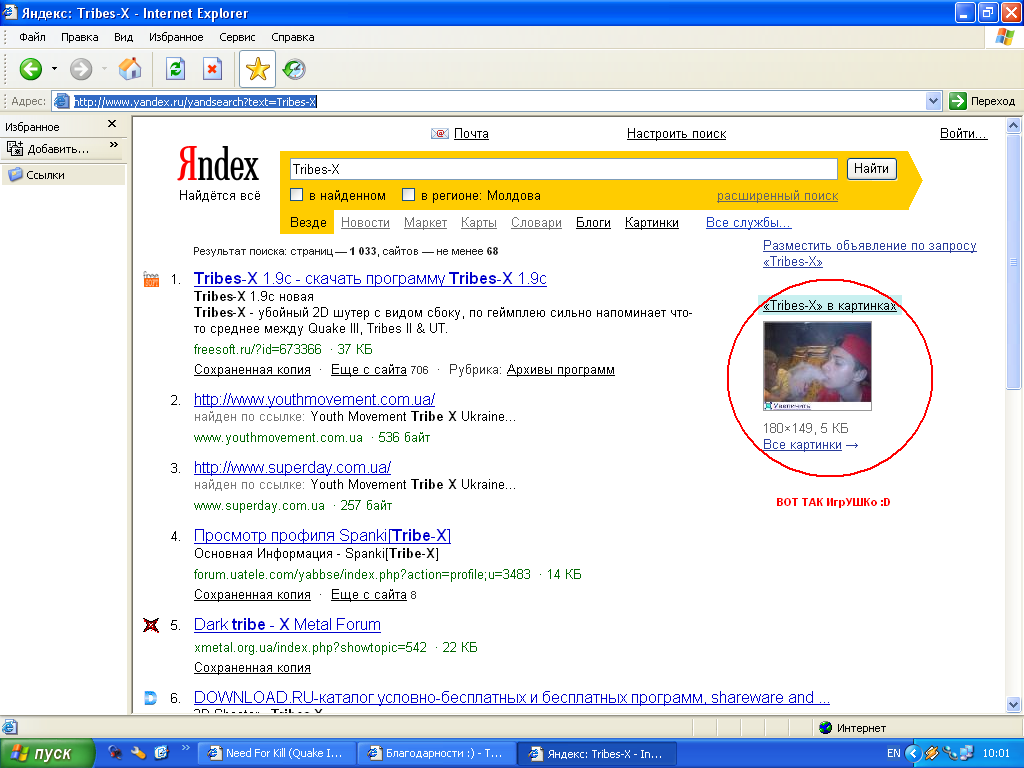 Яндекс: Tribes-X - Internet Explorer
Файл Правка Вид Избранное Сервис Справка
Адрес: http://www.yandex.ru/yandsearch?text=Tribes-X Переход
Избранное
Добавить...
Ссылки
Почта Настроить поиск Войти...
Яndex
Найдётся всё
Tribes-X Найти
в найденном в регионе: Молдова расширенный поиск
Везде Новости Маркет Карты Словари Блоги Картинки Все службы...
Результат поиска: страниц — 1 033, сайтов — не менее 68
Разместить объявление по запросу
«Tribes-X»
1. Tribes-X 1.9c - скачать программу Tribes-X 1.9c
Tribes-X 1.9c новая
Tribes-X - убойный 2D шутер с видом сбоку, по геймплею сильно напоминает что-
то среднее между Quake III, Tribes II & UT.
freesoft.ru/?id=673366 · 37 КБ
Сохраненная копия · Еще с сайта 706 · Рубрика: Архивы программ
«Tribes-X» в картинках
Увеличить
180×149, 5 КБ
Все картинки →
ВОТ ТАК ИгрУШКо :D
2. http://www.youthmovement.com.ua/
найден по ссылке: Youth Movement Tribe X Ukraine...
www.youthmovement.com.ua · 536 байт
3. http://www.superday.com.ua/
найден по ссылке: Youth Movement Tribe X Ukraine...
www.superday.com.ua · 257 байт
4. Просмотр профиля Spanki[Tribe-X]
Основная Информация - Spanki[Tribe-X]
forum.uatele.com/yabbse/index.php?action=profile;u=3483 · 14 КБ
Сохраненная копия · Еще с сайта 8
5. Dark tribe - X Metal Forum
xmetal.org.ua/index.php?showtopic=542 · 22 КБ
Сохраненная копия
6. DOWNLOAD.RU-каталог условно-бесплатных и бесплатных программ, shareware and ...
Интернет
пуск Need For Kill (Quake I... Благодарности :) - T... Яндекс: Tribes-X - In... EN 10:01